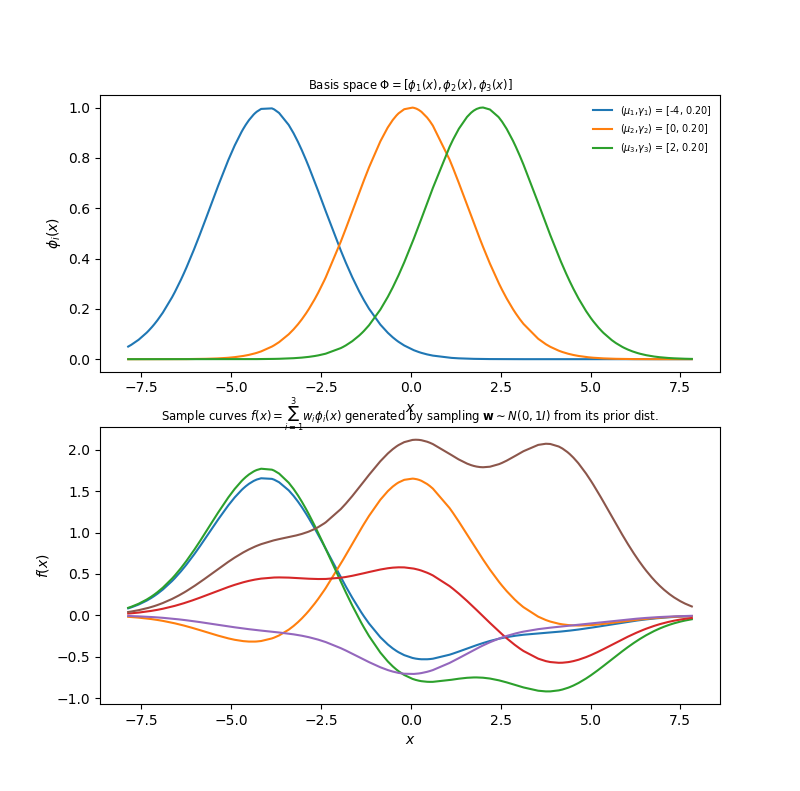 Basis space Φ = [ϕ₁(x), ϕ₂(x), ϕ₃(x)]
1.0
0.8
0.6
0.4
0.2
0.0
ϕᵢ(x)
(μ₁,γ₁) = [-4, 0.20]
(μ₂,γ₂) = [0, 0.20]
(μ₃,γ₃) = [2, 0.20]
−7.5 −5.0 −2.5 0.0 2.5 5.0 7.5
x
Sample curves f(x) = ∑³ᵢ₌₁ wᵢϕᵢ(x) generated by sampling w ∼ N(0, 1I) from its prior dist.
2.0
1.5
1.0
0.5
0.0
−0.5
−1.0
f(x)
−7.5 −5.0 −2.5 0.0 2.5 5.0 7.5
x